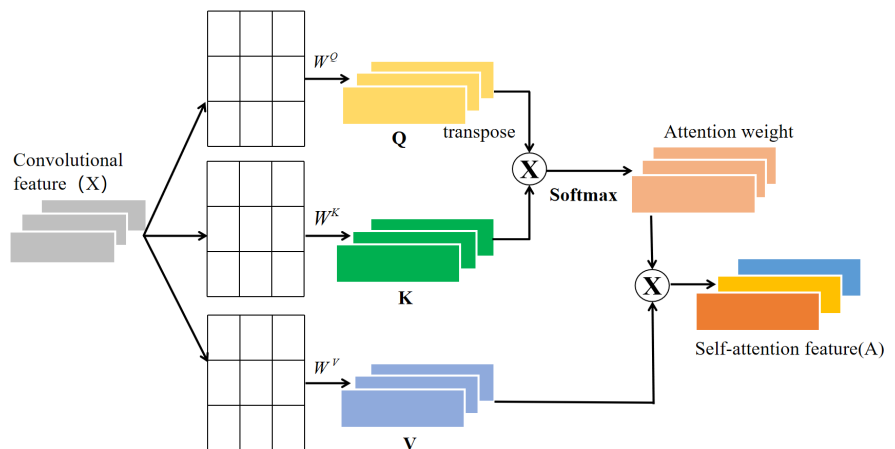 Convolutional
feature（X）
W^Q
Q
transpose
W^K
K
W^V
V
X
Softmax
Attention weight
X
Self-attention feature(A)